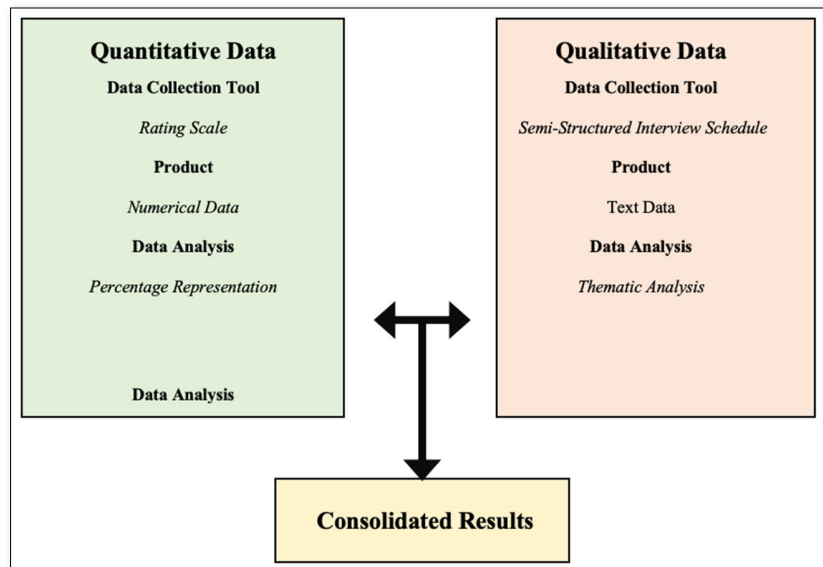 Quantitative Data
Data Collection Tool
Rating Scale
Product
Numerical Data
Data Analysis
Percentage Representation
Data Analysis
Qualitative Data
Data Collection Tool
Semi-Structured Interview Schedule
Product
Text Data
Data Analysis
Thematic Analysis
Consolidated Results